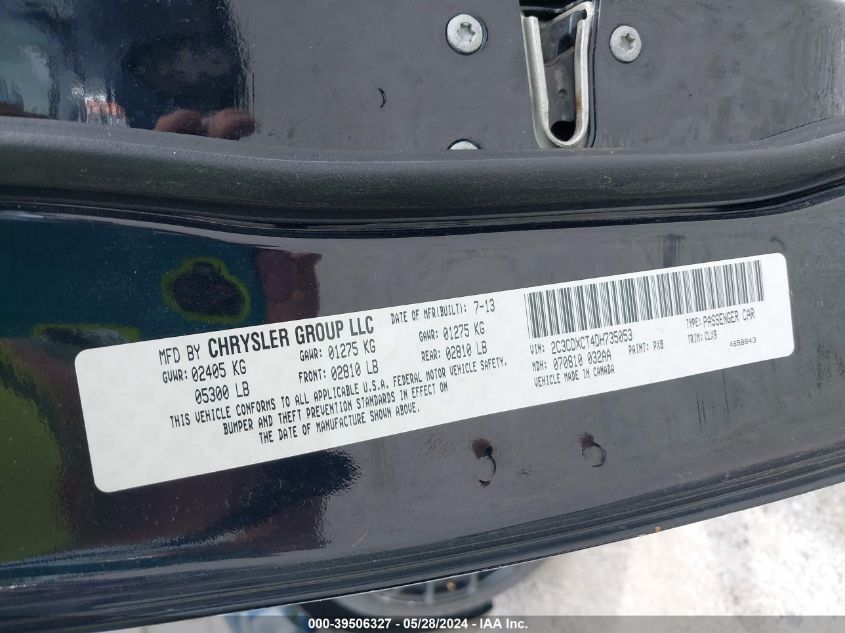 MFD BY CHRYSLER GROUP LLC DATE OF MFR(BUILT): 7-13
GVWR: 02405 KG GAWR: 01275 KG GAWR: 01275 KG
05300 LB FRONT: 02810 LB REAR: 02810 LB
THIS VEHICLE CONFORMS TO ALL APPLICABLE U.S.A. FEDERAL MOTOR VEHICLE SAFETY,
BUMPER AND THEFT PREVENTION STANDARDS IN EFFECT ON
THE DATE OF MANUFACTURE SHOWN ABOVE.
VIN: 2C3CDXCT4DH735053 TYPE: PASSENGER CAR
MDH: 070810 032AA PAINT: PX8 TRIM: CLX9
VEHICLE MADE IN CANADA 4658843
000-39506327 - 05/28/2024 - IAA Inc.